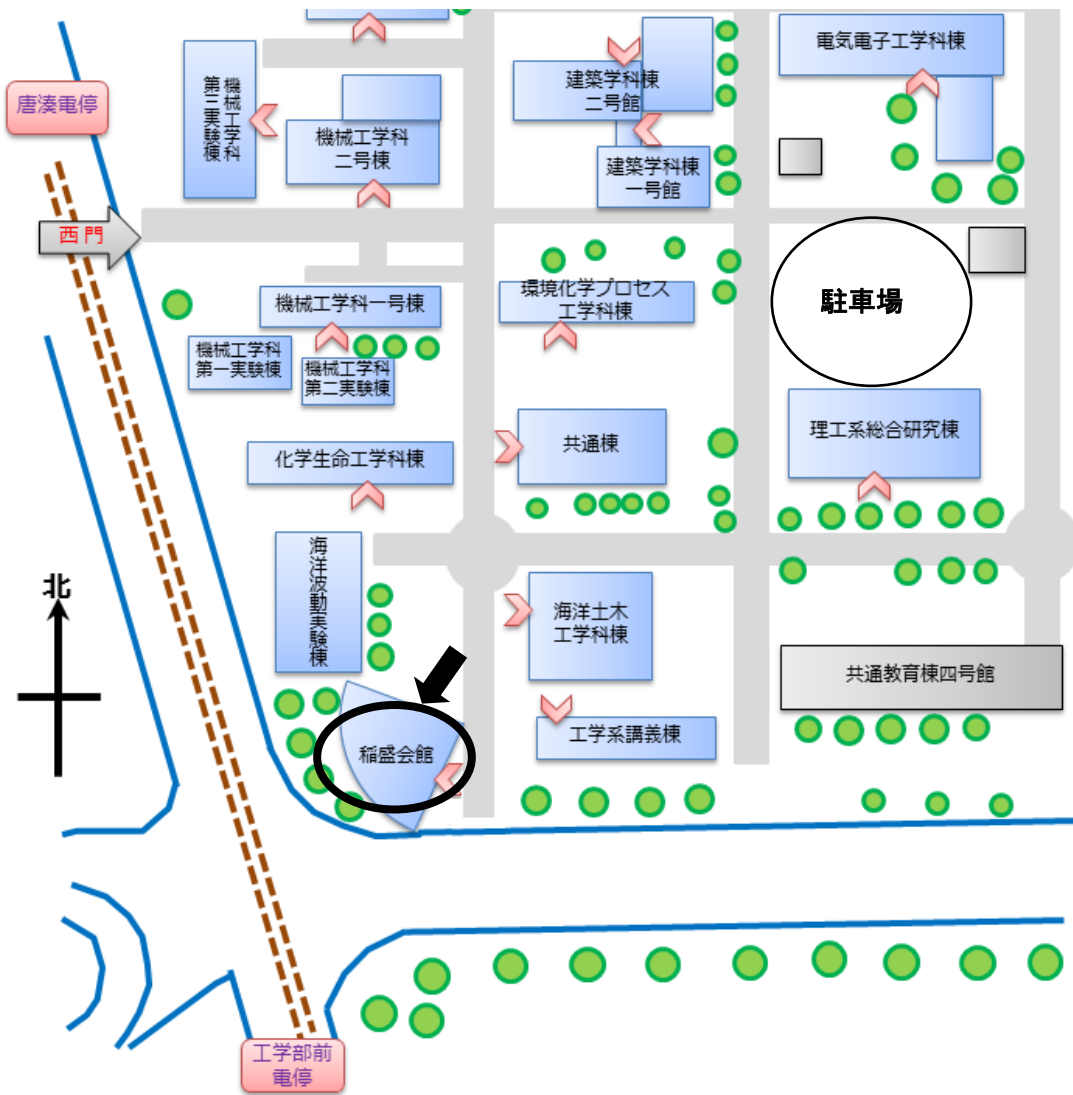 電気電子工学科棟
唐湊電停
機械工学科
第三実験棟
機械工学科
二号棟
建築学科棟
二号館
建築学科棟
一号館
西門
機械工学科一号棟
環境化学プロセス
工学科棟
駐車場
機械工学科
第一実験棟
機械工学科
第二実験棟
化学生命工学科棟
共通棟
理工系総合研究棟
海洋波動実験棟
北
海洋土木
工学科棟
共通教育棟四号館
稲盛会館
工学系講義棟
工学部前
電停